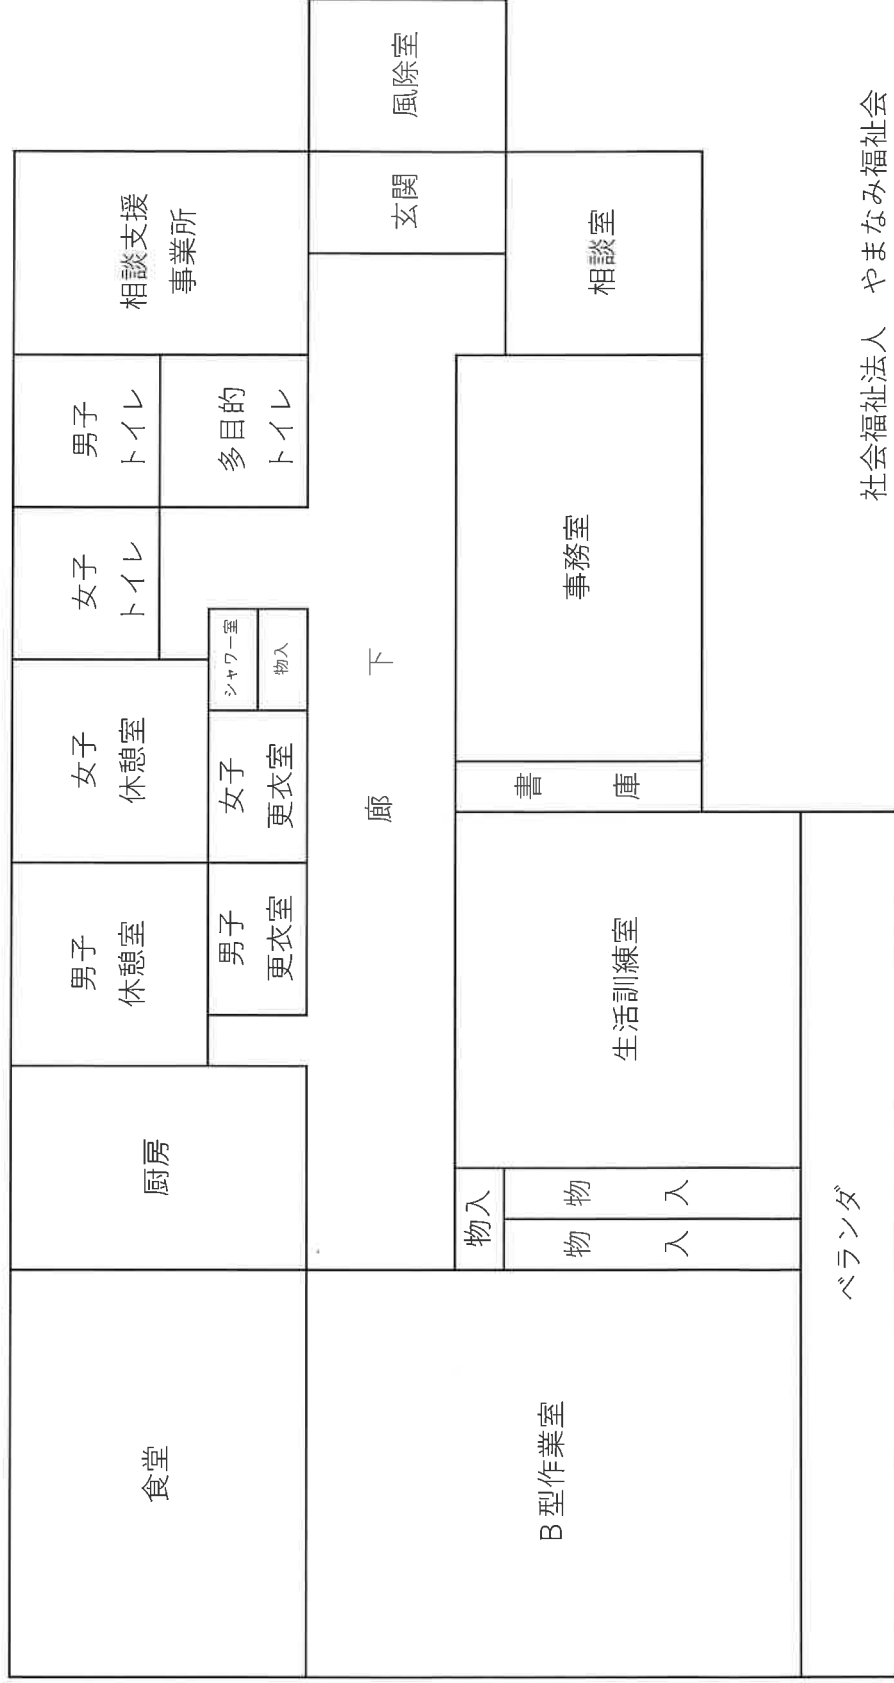 食堂
厨房
男子
休憩室
女子
休憩室
女子
トイレ
男子
トイレ
相談支援
事業所
男子
更衣室
女子
更衣室
シャワー室
物入
多目的
トイレ
廊下
玄関
風除室
B型作業室
物入
物入
物入
生活訓練室
書庫
事務室
相談室
ベランダ
社会福祉法人　やまなみ福祉会